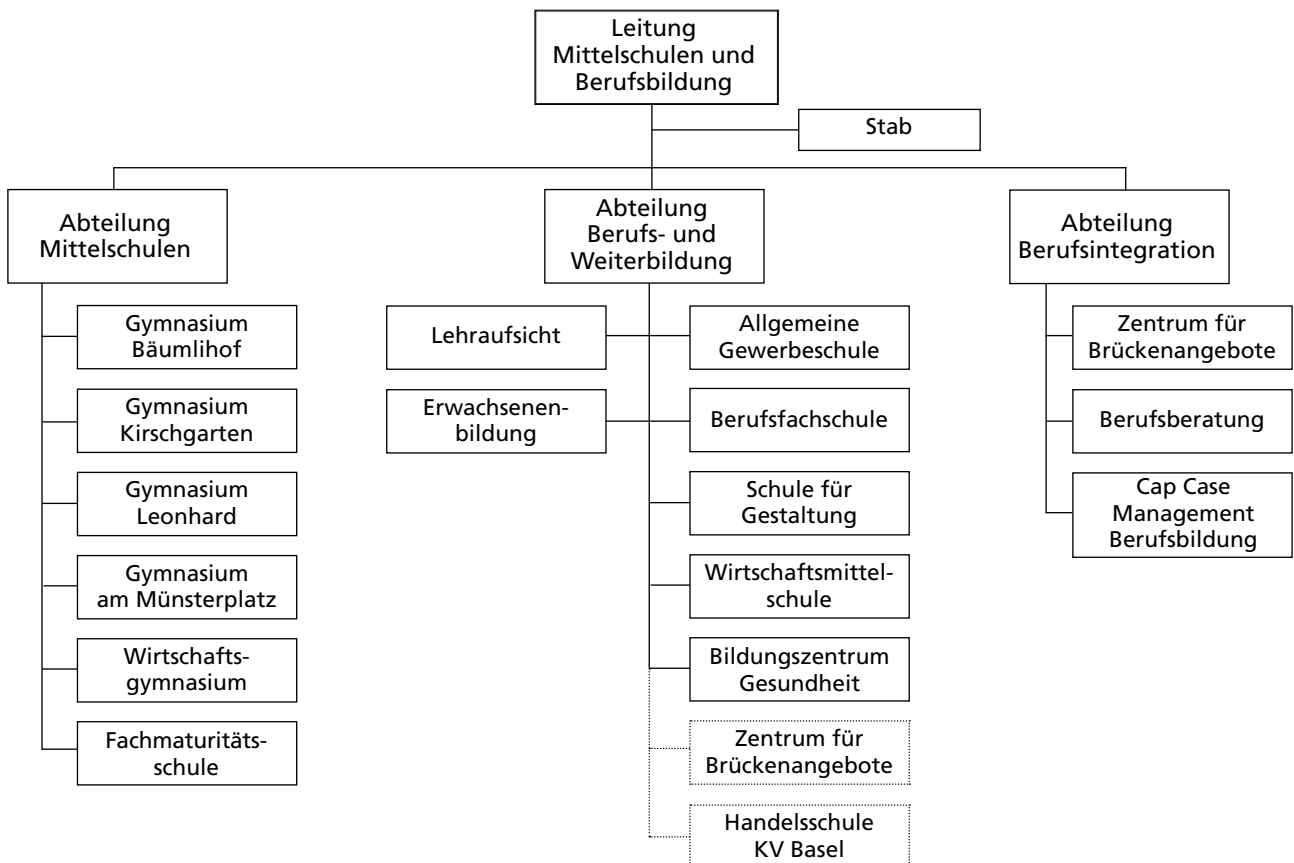 Leitung
Mittelschulen und
Berufsbildung
Stab
Abteilung
Mittelschulen
Gymnasium
Bäumlihof
Gymnasium
Kirschgarten
Gymnasium
Leonhard
Gymnasium
am Münsterplatz
Wirtschafts-
gymnasium
Fachmaturitäts-
schule
Abteilung
Berufs- und
Weiterbildung
Lehraufsicht
Erwachsenen-
bildung
Allgemeine
Gewerbeschule
Berufsfachschule
Schule für
Gestaltung
Wirtschaftsmittel-
schule
Bildungszentrum
Gesundheit
Zentrum für
Brückenangebote
Handelsschule
KV Basel
Abteilung
Berufsintegration
Zentrum für
Brückenangebote
Berufsberatung
Cap Case
Management
Berufsbildung